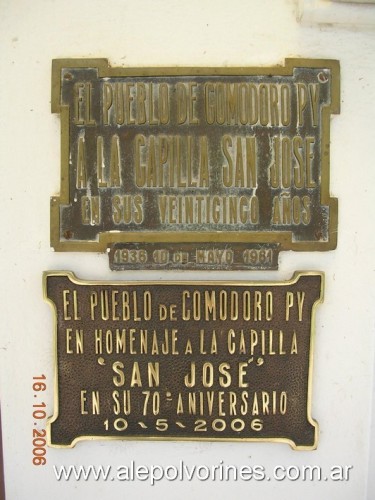 EL PUEBLO DE COMODORO PY
A LA CAPILLA SAN JOSE
EN SUS VEINTICINCO AÑOS
1936 10 DE MAYO 1961
EL PUEBLO DE COMODORO PY
EN HOMENAJE A LA CAPILLA
"SAN JOSÉ"
EN SU 70º ANIVERSARIO
10-5-2006
16.10.2006
www.alepolvorines.com.ar